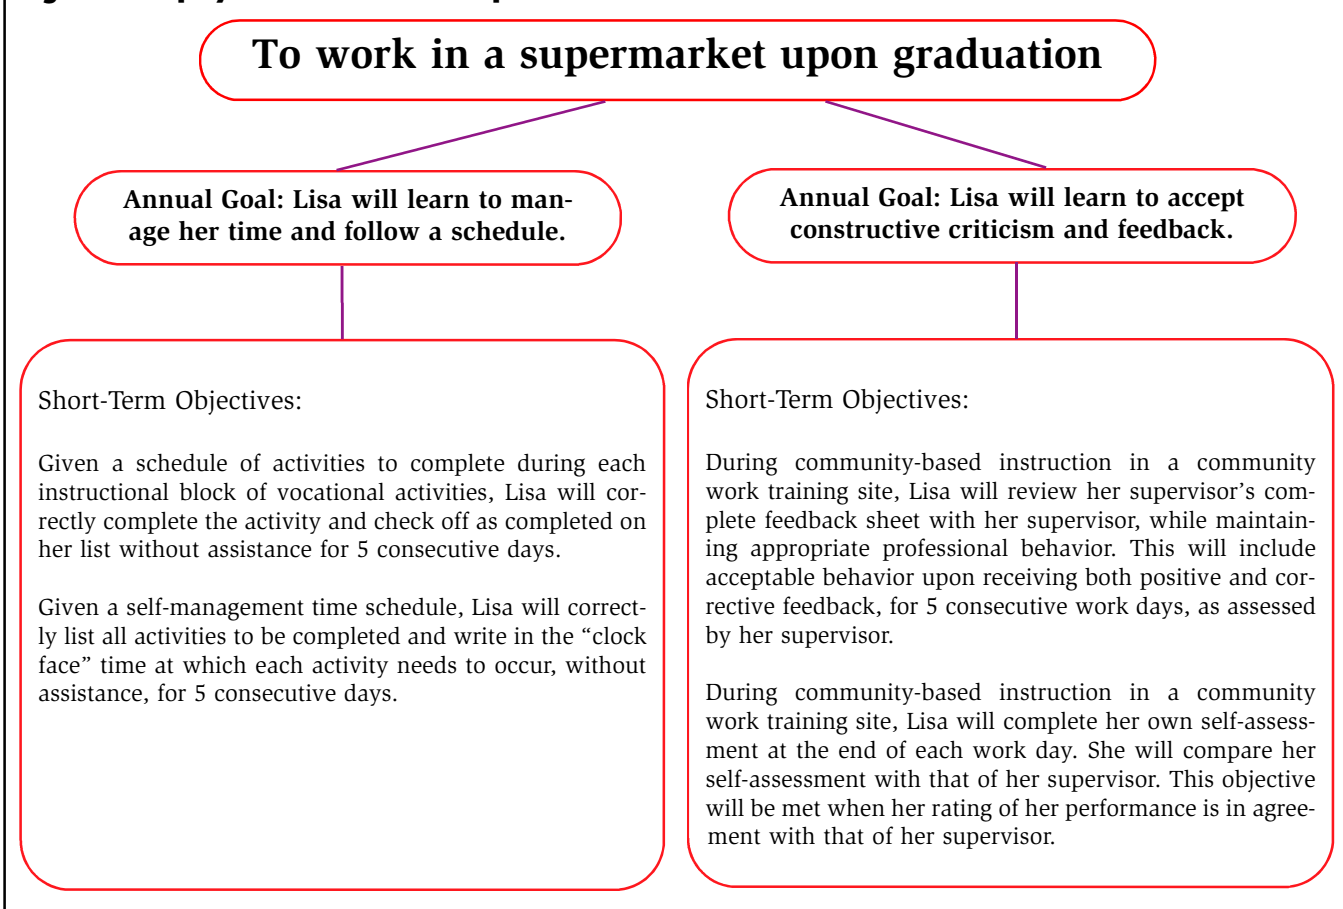 To work in a supermarket upon graduation
Annual Goal: Lisa will learn to man-
age her time and follow a schedule.
Annual Goal: Lisa will learn to accept
constructive criticism and feedback.
Short-Term Objectives:
Given a schedule of activities to complete during each
instructional block of vocational activities, Lisa will cor-
rectly complete the activity and check off as completed on
her list without assistance for 5 consecutive days.
Given a self-management time schedule, Lisa will correct-
ly list all activities to be completed and write in the “clock
face” time at which each activity needs to occur, without
assistance, for 5 consecutive days.
Short-Term Objectives:
During community-based instruction in a community
work training site, Lisa will review her supervisor’s com-
plete feedback sheet with her supervisor, while maintain-
ing appropriate professional behavior. This will include
acceptable behavior upon receiving both positive and cor-
rective feedback, for 5 consecutive work days, as assessed
by her supervisor.
During community-based instruction in a community
work training site, Lisa will complete her own self-assess-
ment at the end of each work day. She will compare her
self-assessment with that of her supervisor. This objective
will be met when her rating of her performance is in agree-
ment with that of her supervisor.